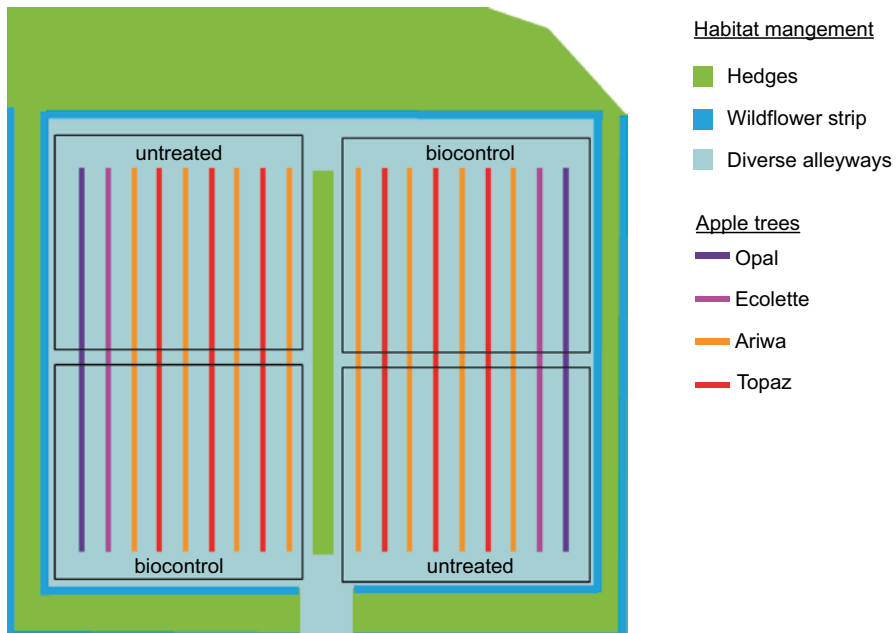 untreated
biocontrol
biocontrol
untreated
Habitat mangement
Hedges
Wildflower strip
Diverse alleyways
Apple trees
Opal
Ecolette
Ariwa
Topaz